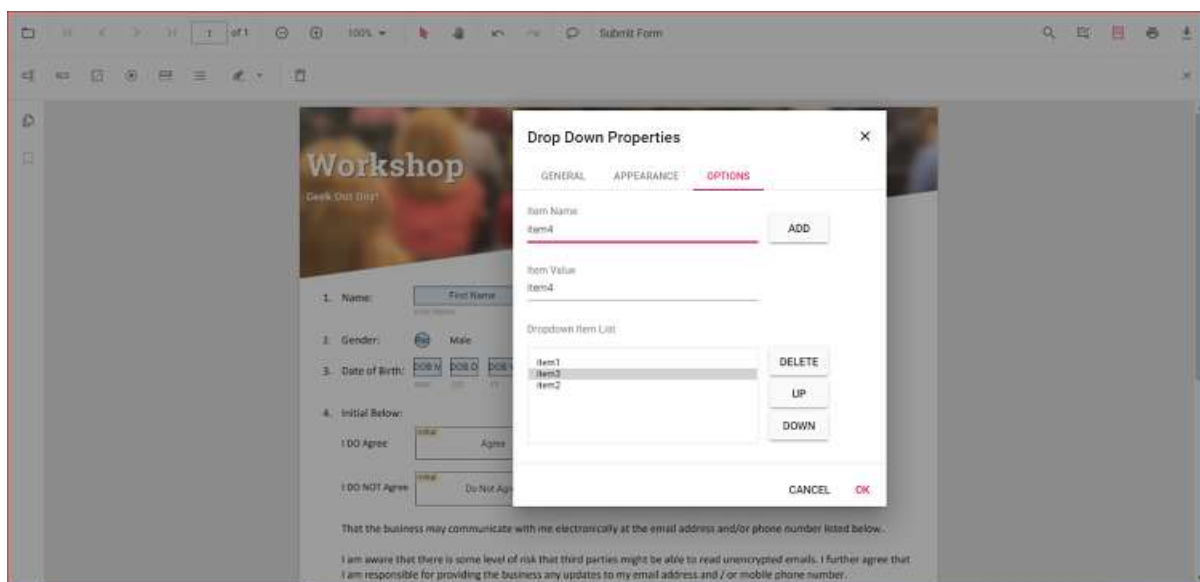 1 of 1 100% Submit Form
Drop Down Properties
GENERAL APPEARANCE OPTIONS
Item Name
item4
ADD
Item Value
item4
Dropdown Item List
item1
item3
item2
DELETE
UP
DOWN
CANCEL OK
Workshop
Geek Out Day!
1. Name: First Name
2. Gender: Male
3. Date of Birth: DOB M DOB D DOB
4. Initial Below:
I DO Agree Initial Agree
I DO NOT Agree Initial Do Not Agr
That the business may communicate with me electronically at the email address and/or phone number listed below.
I am aware that there is some level of risk that third parties might be able to read unencrypted emails. I further agree that
I am responsible for providing the business any updates to my email address and / or mobile phone number.